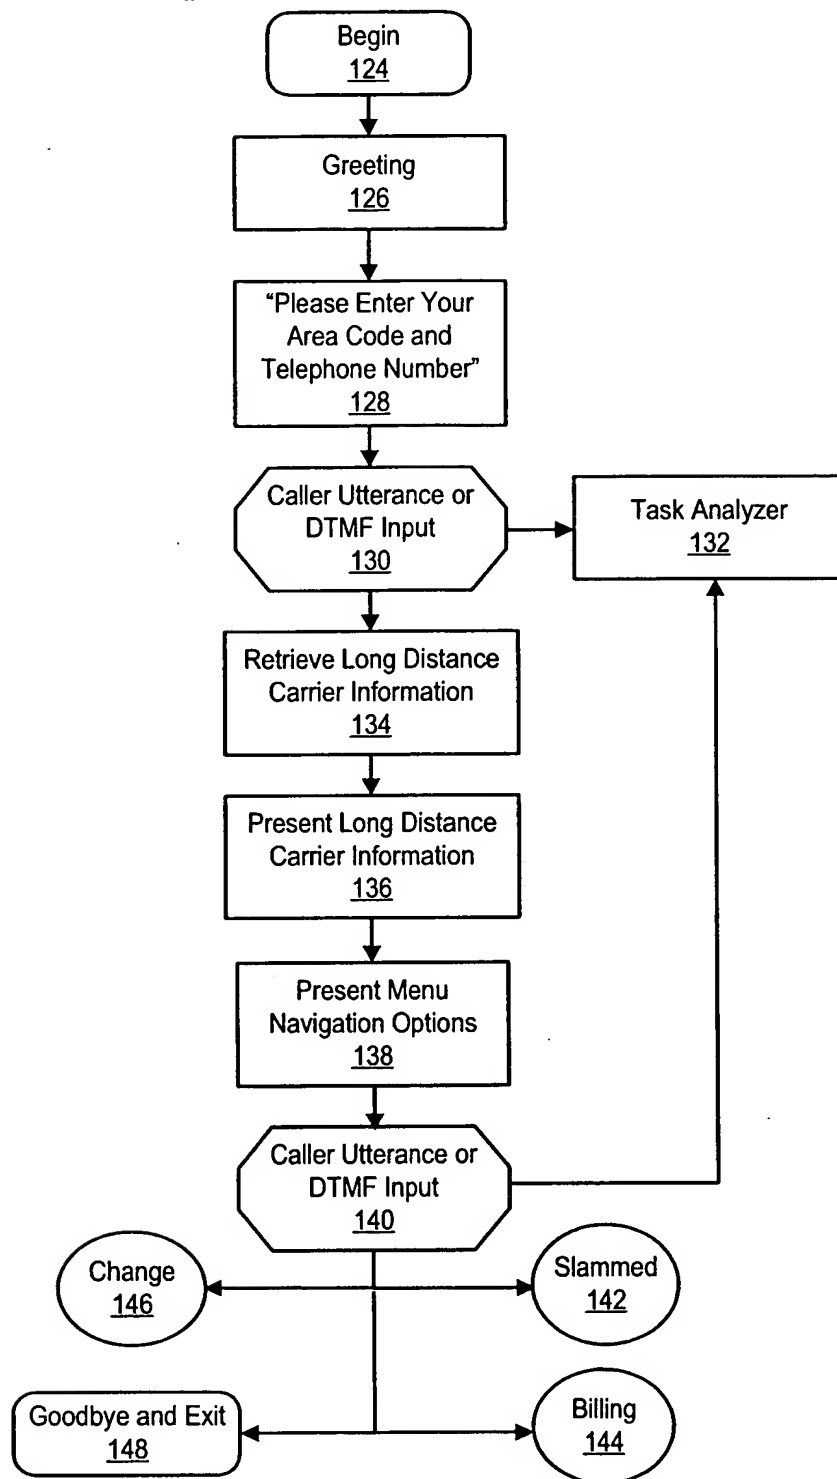 Begin
124
Greeting
126
“Please Enter Your
Area Code and
Telephone Number”
128
Caller Utterance or
DTMF Input
130
Task Analyzer
132
Retrieve Long Distance
Carrier Information
134
Present Long Distance
Carrier Information
136
Present Menu
Navigation Options
138
Caller Utterance or
DTMF Input
140
Change
146
Slammed
142
Goodbye and Exit
148
Billing
144